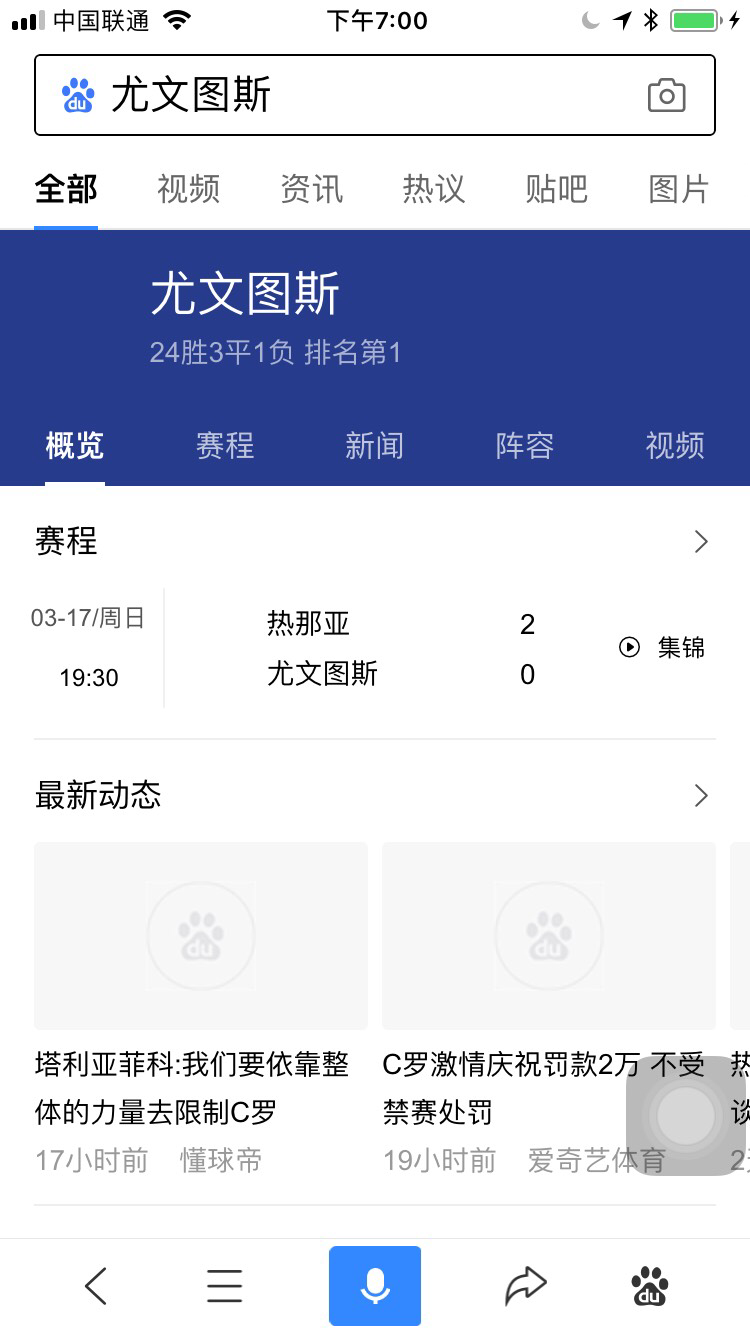 中国联通 下午7:00
du 尤文图斯
全部 视频 资讯 热议 贴吧 图片
尤文图斯
24胜3平1负 排名第1
概览 赛程 新闻 阵容 视频
赛程
03-17/周日
19:30
热那亚 2
尤文图斯 0
集锦
最新动态
du
du
塔利亚菲科:我们要依靠整
体的力量去限制C罗
17小时前 懂球帝
C罗激情庆祝罚款2万 不受
禁赛处罚
19小时前 爱奇艺体育
热
谈
2
du